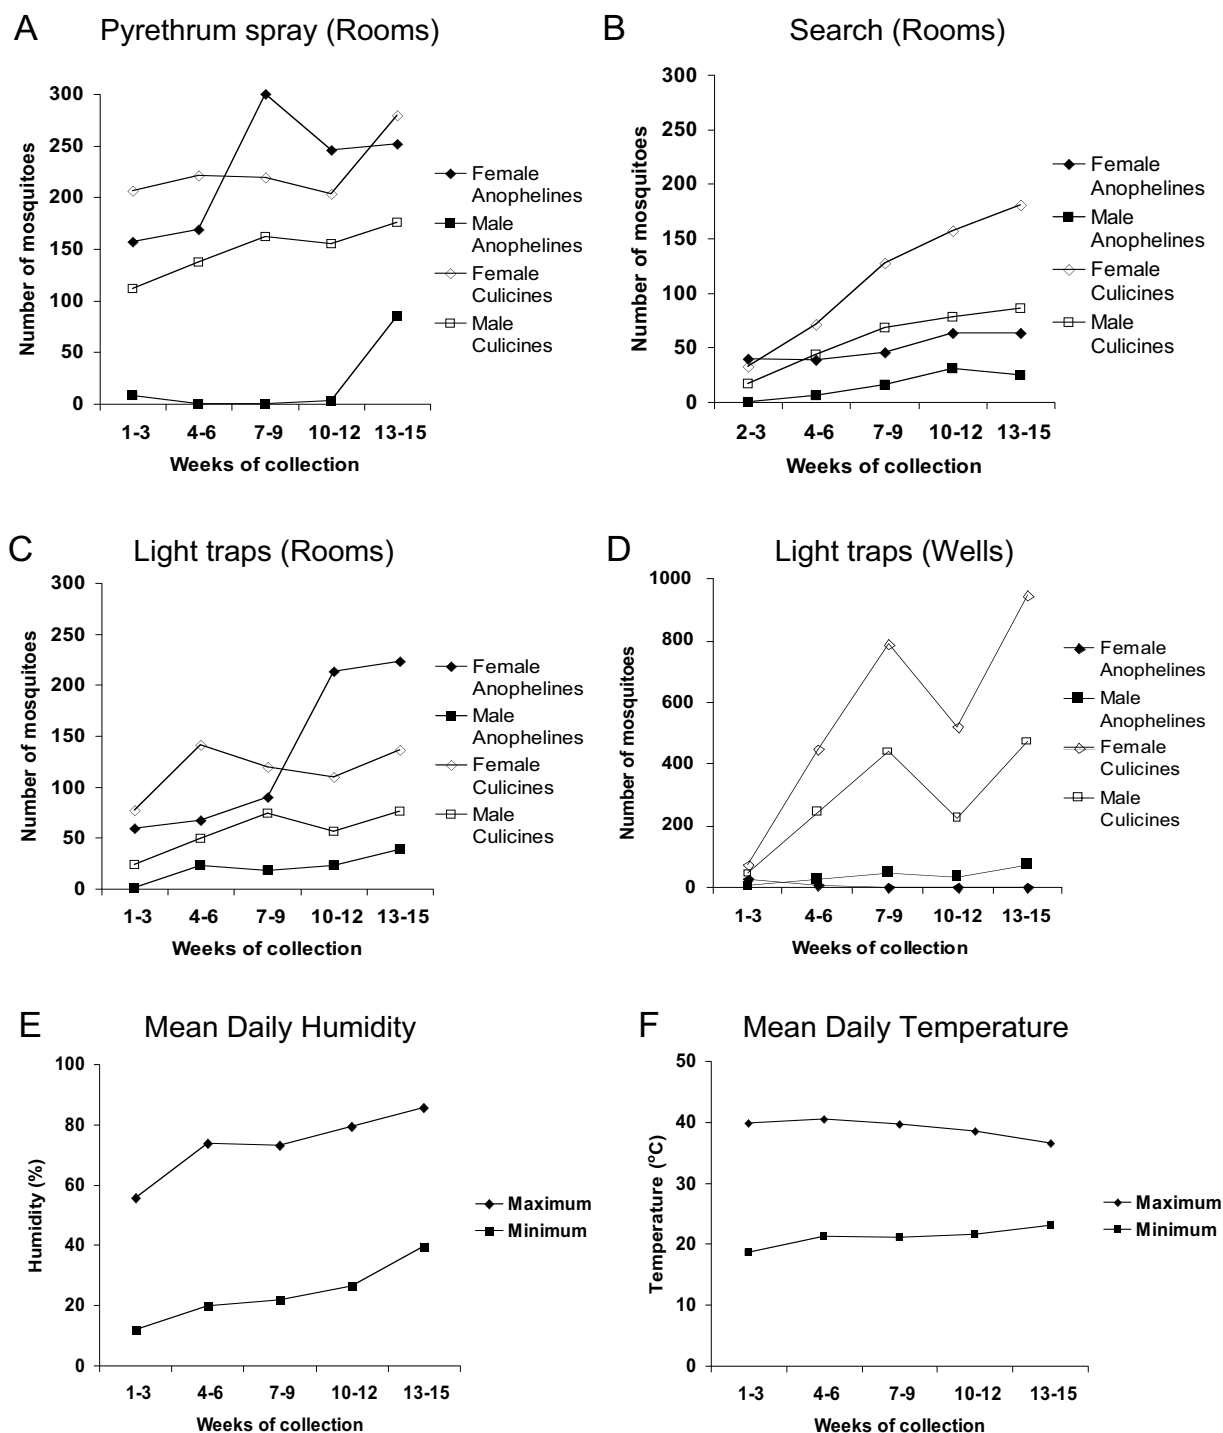 A Pyrethrum spray (Rooms)
Number of mosquitoes
300
250
200
150
100
50
0
1-3 4-6 7-9 10-12 13-15
Weeks of collection
Female
Anophelines
Male
Anophelines
Female
Culicines
Male
Culicines
B Search (Rooms)
Number of mosquitoes
300
250
200
150
100
50
0
2-3 4-6 7-9 10-12 13-15
Weeks of collection
Female
Anophelines
Male
Anophelines
Female
Culicines
Male
Culicines
C Light traps (Rooms)
Number of mosquitoes
300
250
200
150
100
50
0
1-3 4-6 7-9 10-12 13-15
Weeks of collection
Female
Anophelines
Male
Anophelines
Female
Culicines
Male
Culicines
D Light traps (Wells)
Number of mosquitoes
1000
800
600
400
200
0
1-3 4-6 7-9 10-12 13-15
Weeks of collection
Female
Anophelines
Male
Anophelines
Female
Culicines
Male
Culicines
E Mean Daily Humidity
Humidity (%)
100
80
60
40
20
0
1-3 4-6 7-9 10-12 13-15
Weeks of collection
Maximum
Minimum
F Mean Daily Temperature
Temperature (°C)
50
40
30
20
10
0
1-3 4-6 7-9 10-12 13-15
Weeks of collection
Maximum
Minimum